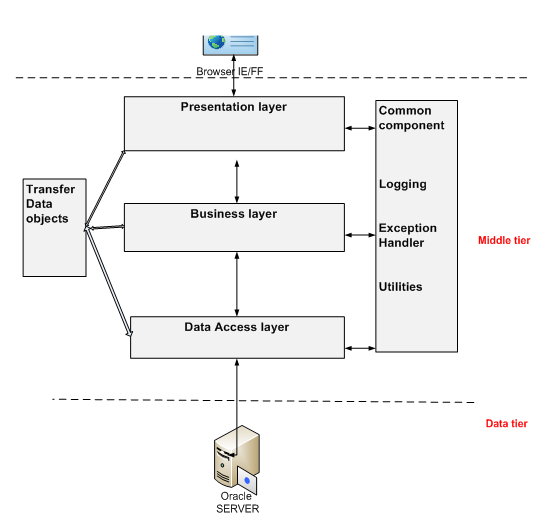 Browser IE/FF
Presentation layer
Common
component
Transfer
Data
objects
Logging
Business layer
Exception
Handler
Middle tier
Utilities
Data Access layer
Data tier
Oracle
SERVER